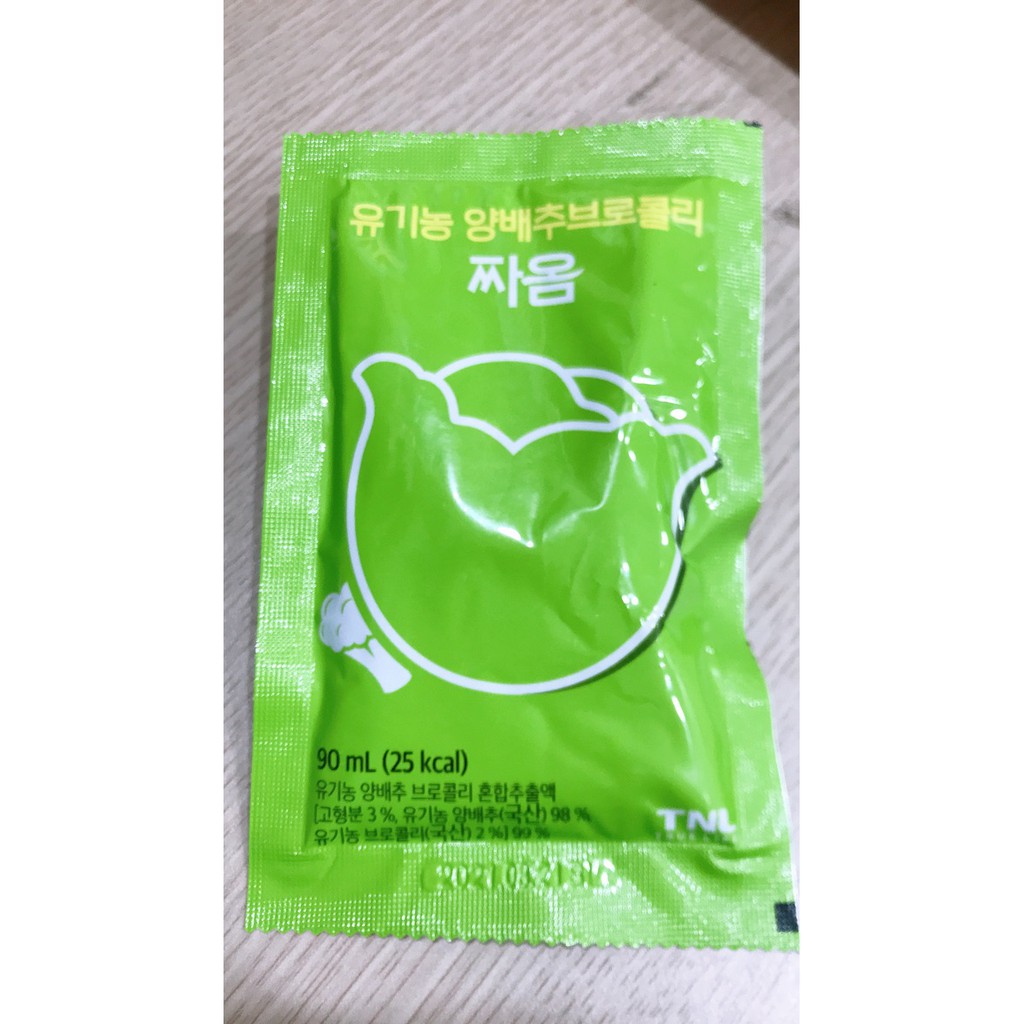 유기농 양배추브로콜리
짜옴
90 mL (25 kcal)
유기농 양배추 브로콜리 혼합추출액
[고형분 3 %, 유기농 양배추(국산) 98 %
유기농 브로콜리(국산) 2 %] 99 %
TNL